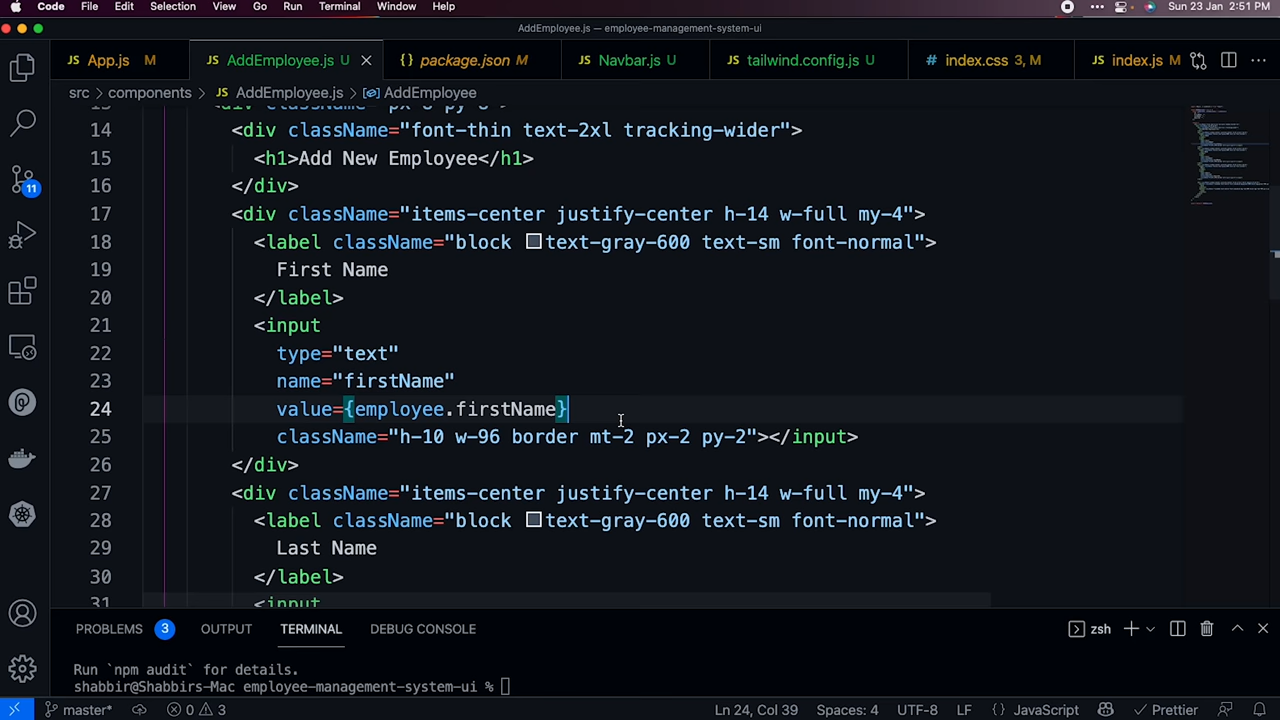 Code File Edit Selection View Go Run Terminal Window Help ••• Sun 23 Jan 2:51 PM
AddEmployee.js — employee-management-system-ui
JS App.js M JS AddEmployee.js U × {} package.json M JS Navbar.js U JS tailwind.config.js U # index.css 3, M JS index.js M
src > components > JS AddEmployee.js > AddEmployee
14 <div className="font-thin text-2xl tracking-wider">
15 <h1>Add New Employee</h1>
16 </div>
17 <div className="items-center justify-center h-14 w-full my-4">
18 <label className="block text-gray-600 text-sm font-normal">
19 First Name
20 </label>
21 <input
22 type="text"
23 name="firstName"
24 value={employee.firstName}
25 className="h-10 w-96 border mt-2 px-2 py-2"></input>
26 </div>
27 <div className="items-center justify-center h-14 w-full my-4">
28 <label className="block text-gray-600 text-sm font-normal">
29 Last Name
30 </label>
31 <input
11
PROBLEMS 3 OUTPUT TERMINAL DEBUG CONSOLE zsh
Run `npm audit` for details.
shabbir@Shabbirs-Mac employee-management-system-ui %
master* 0 3 Ln 24, Col 39 Spaces: 4 UTF-8 LF {} JavaScript Prettier